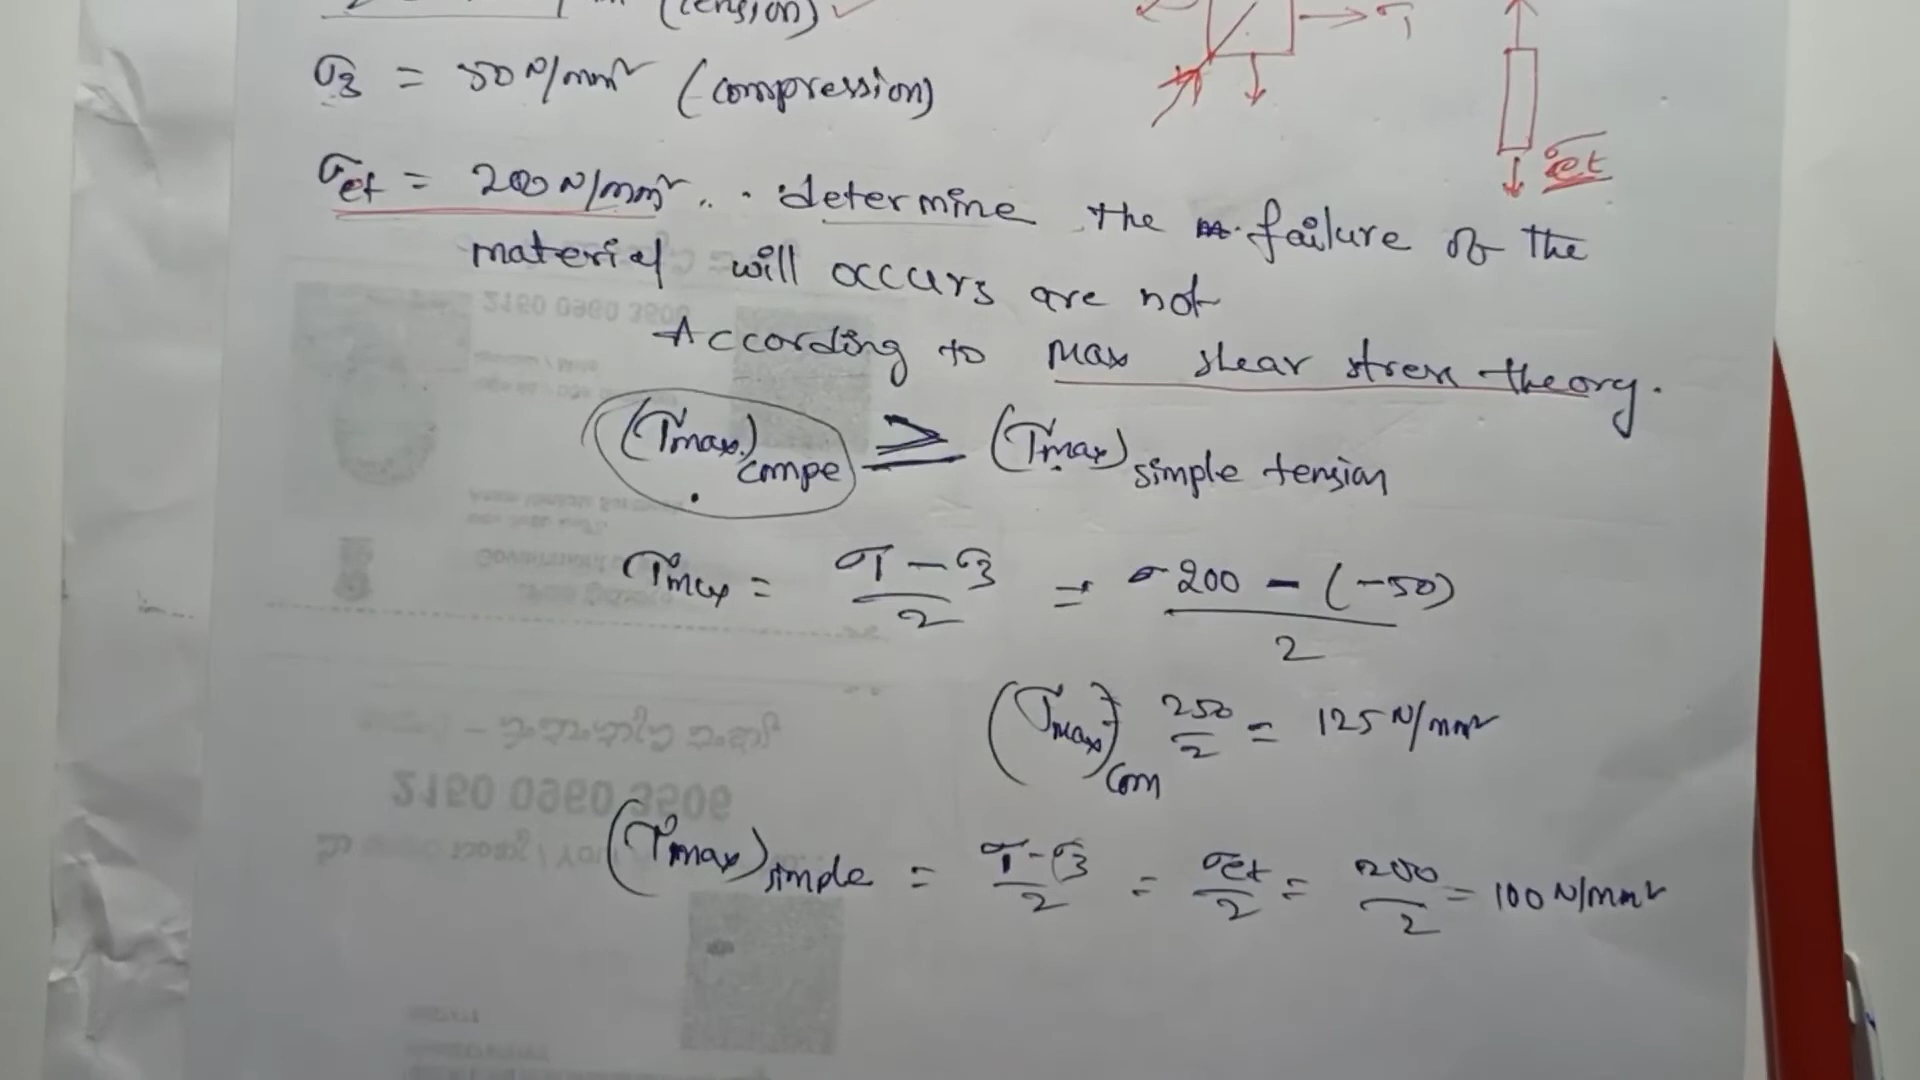 (tension) ✓
σ1
σ3 = 50 N/mm² (compression)
σet
σet = 200 N/mm². . determine the failure of the
material will occurs are not
According to max shear stress theory.
(τmax) compe ≥ (τmax) simple tension
τmax = σ1 - σ3 / 2 = 200 - (-50) / 2
(τmax) com = 250 / 2 = 125 N/mm²
(τmax) simple = σ1 - σ3 / 2 = σet / 2 = 200 / 2 = 100 N/mm²